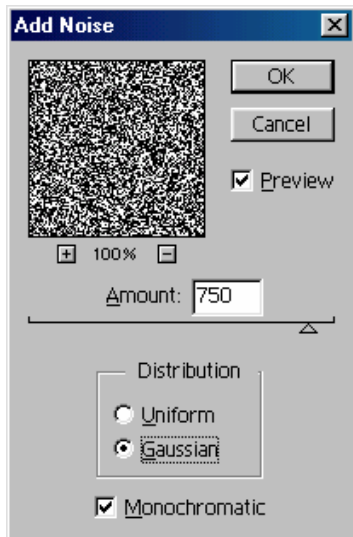 Add Noise
OK
Cancel
Preview
100%
Amount: 750
Distribution
Uniform
Gaussian
Monochromatic